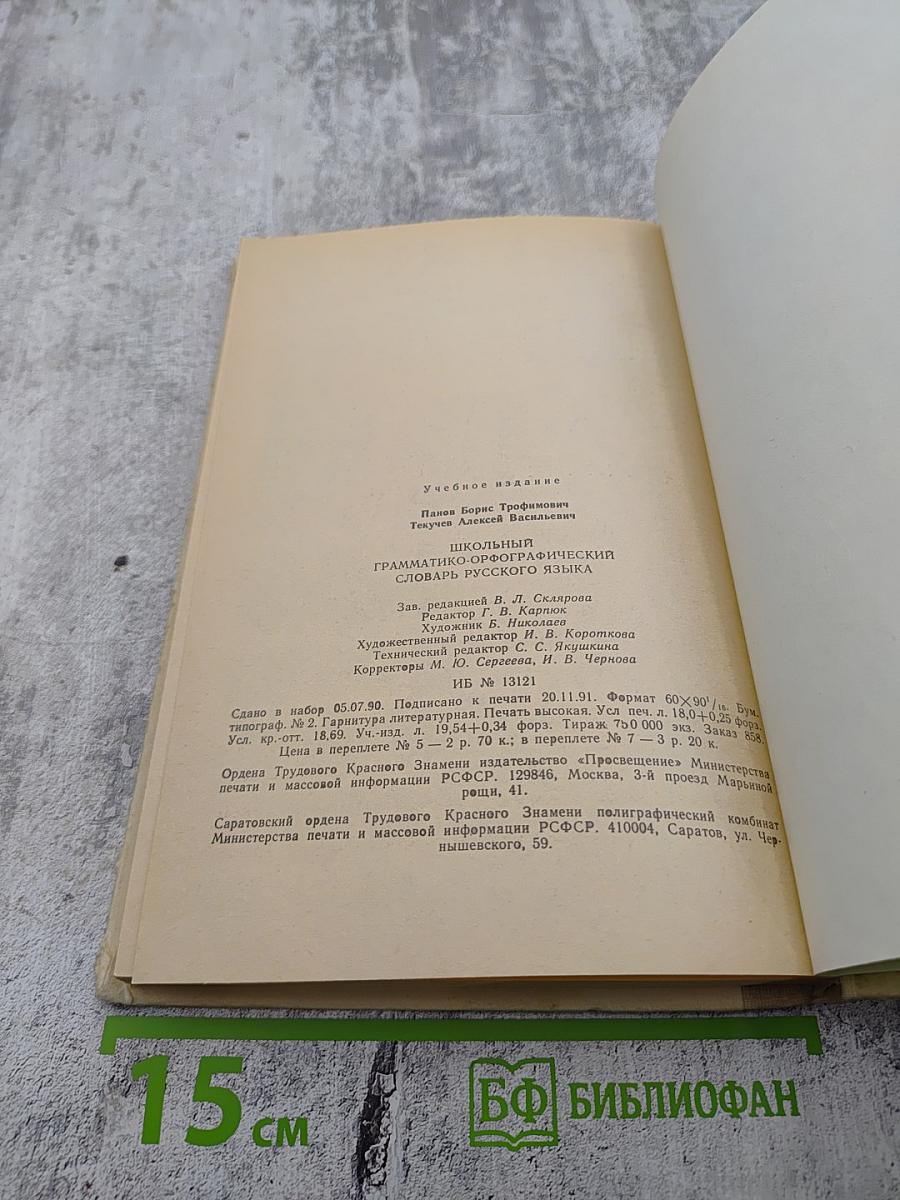 Учебное издание
Панов Борис Трофимович
Текучев Алексей Васильевич
ШКОЛЬНЫЙ
ГРАММАТИКО-ОРФОГРАФИЧЕСКИЙ
СЛОВАРЬ РУССКОГО ЯЗЫКА
Зав. редакцией В. Л. Склярова
Редактор Г. В. Карпюк
Художник Б. Николаев
Художественный редактор И. В. Короткова
Технический редактор С. С. Якушкина
Корректоры М. Ю. Сергеева, И. В. Чернова
ИБ № 13121
Сдано в набор 05.07.90. Подписано к печати 20.11.91. Формат 60×90¹/₁₆. Бум.
типограф. № 2. Гарнитура литературная. Печать высокая. Усл печ. л. 18,0+0,25 форз.
Усл. кр.-отт. 18,69. Уч.-изд. л. 19,54+0,34 форз. Тираж 750 000 экз. Заказ 858.
Цена в переплете № 5 — 2 р. 70 к.; в переплете № 7 — 3 р. 20 к.
Ордена Трудового Красного Знамени издательство «Просвещение» Министерства
печати и массовой информации РСФСР. 129846, Москва, 3-й проезд Марьиной
рощи, 41.
Саратовский ордена Трудового Красного Знамени полиграфический комбинат
Министерства печати и массовой информации РСФСР. 410004, Саратов, ул. Чер-
нышевского, 59.
15 см
БФ БИБЛИОФАН